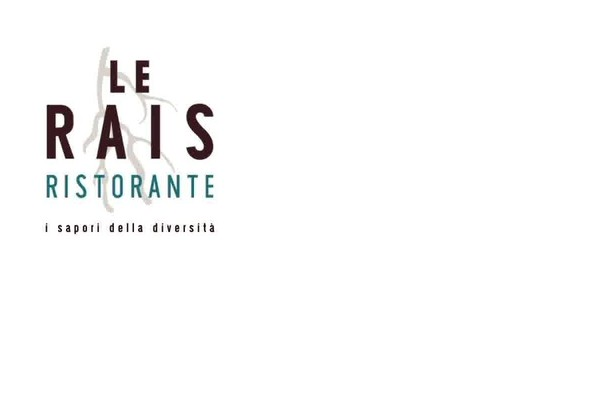 LE
RAIS
RISTORANTE
i sapori della diversità